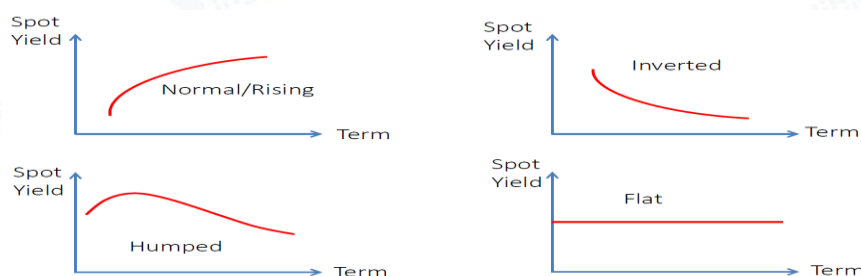 Spot
Yield
Normal/Rising
Term
Spot
Yield
Inverted
Term
Spot
Yield
Humped
Term
Spot
Yield
Flat
Term